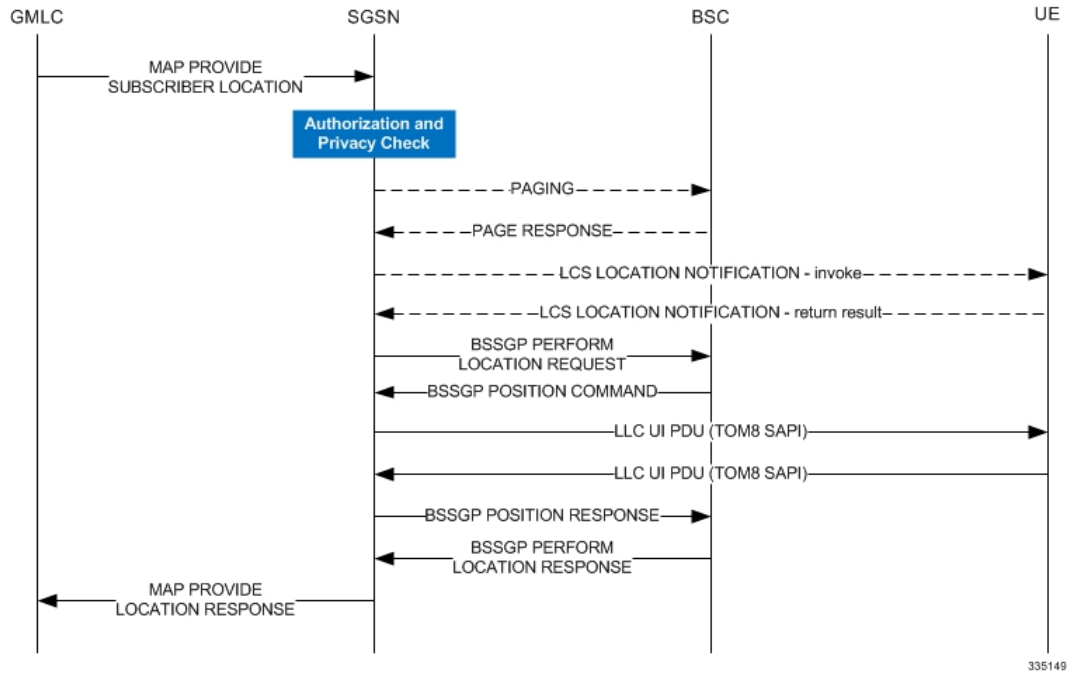 GMLC SGSN BSC UE
MAP PROVIDE
SUBSCRIBER LOCATION
Authorization and
Privacy Check
PAGING
PAGE RESPONSE
LCS LOCATION NOTIFICATION - invoke
LCS LOCATION NOTIFICATION - return result
BSSGP PERFORM
LOCATION REQUEST
BSSGP POSITION COMMAND
LLC UI PDU (TOM8 SAPI)
LLC UI PDU (TOM8 SAPI)
BSSGP POSITION RESPONSE
BSSGP PERFORM
LOCATION RESPONSE
MAP PROVIDE
LOCATION RESPONSE
335149